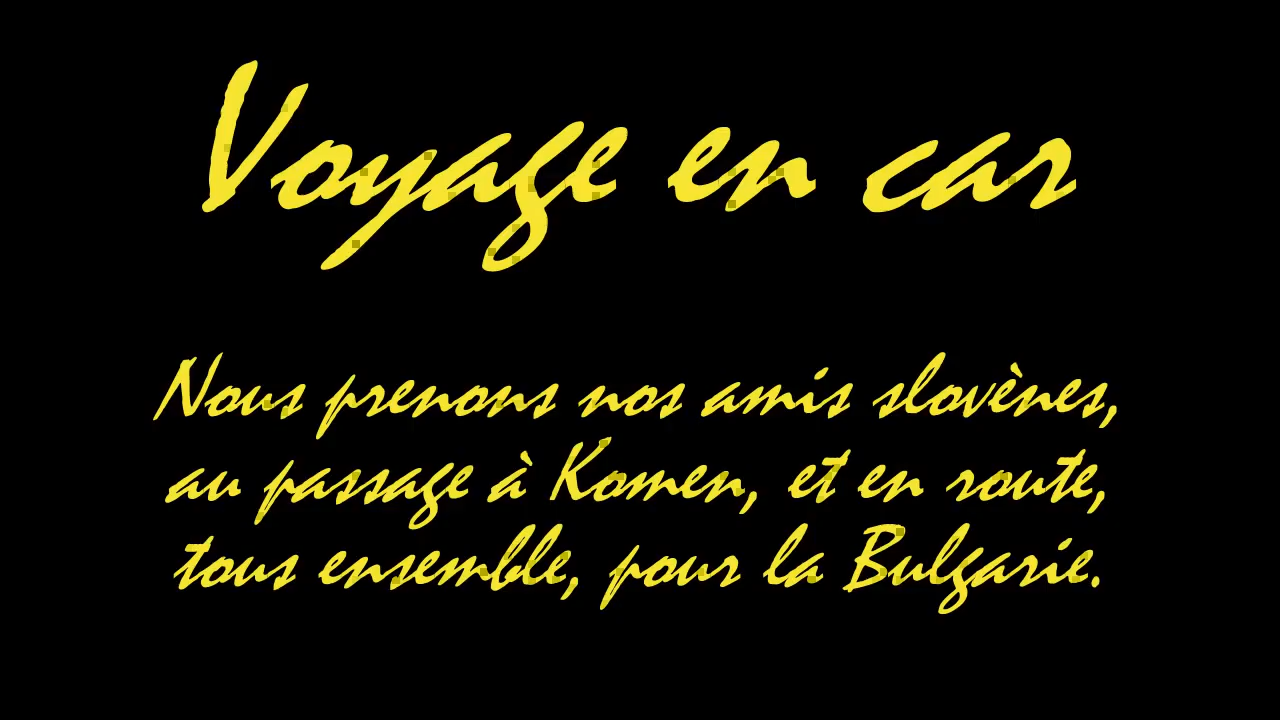 Voyage en car
Nous prenons nos amis slovènes,
au passage à Komen, et en route,
tous ensemble, pour la Bulgarie.